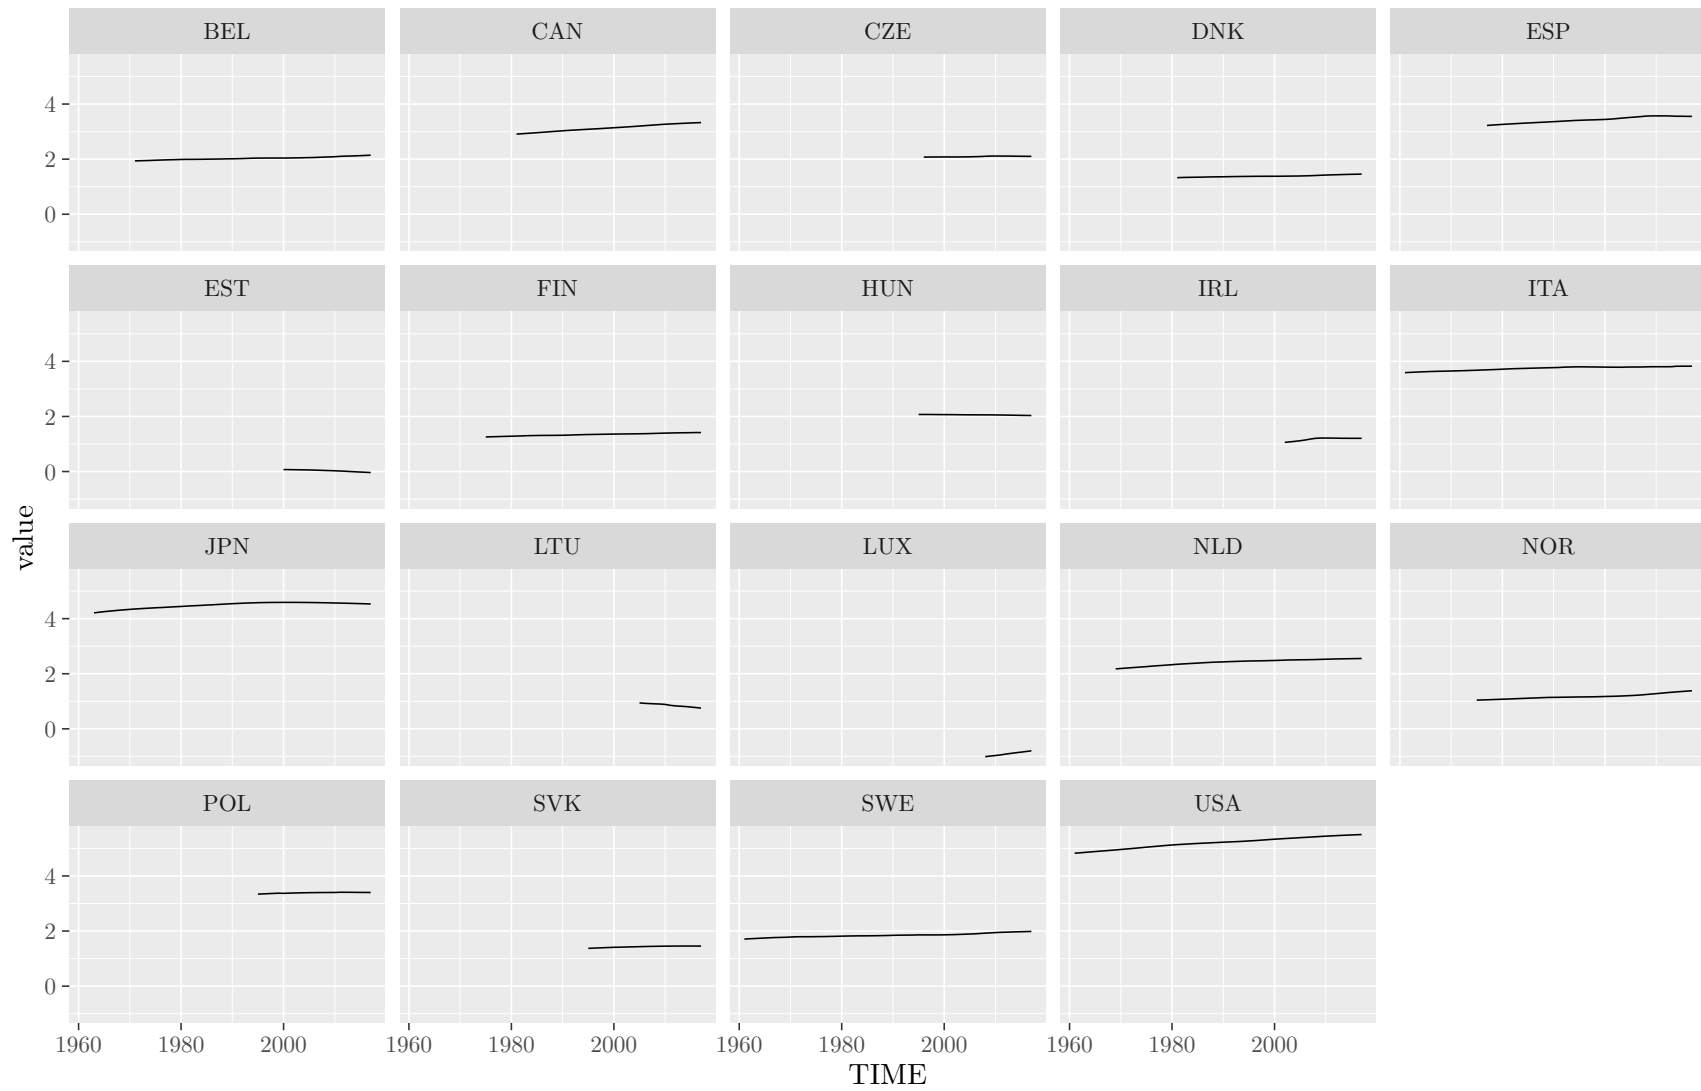 BEL CAN CZE DNK ESP
4
2
0
EST FIN HUN IRL ITA
4
2
0
value
JPN LTU LUX NLD NOR
4
2
0
POL SVK SWE USA
4
2
0
1960 1980 2000 1960 1980 2000 1960 1980 2000 1960 1980 2000
TIME